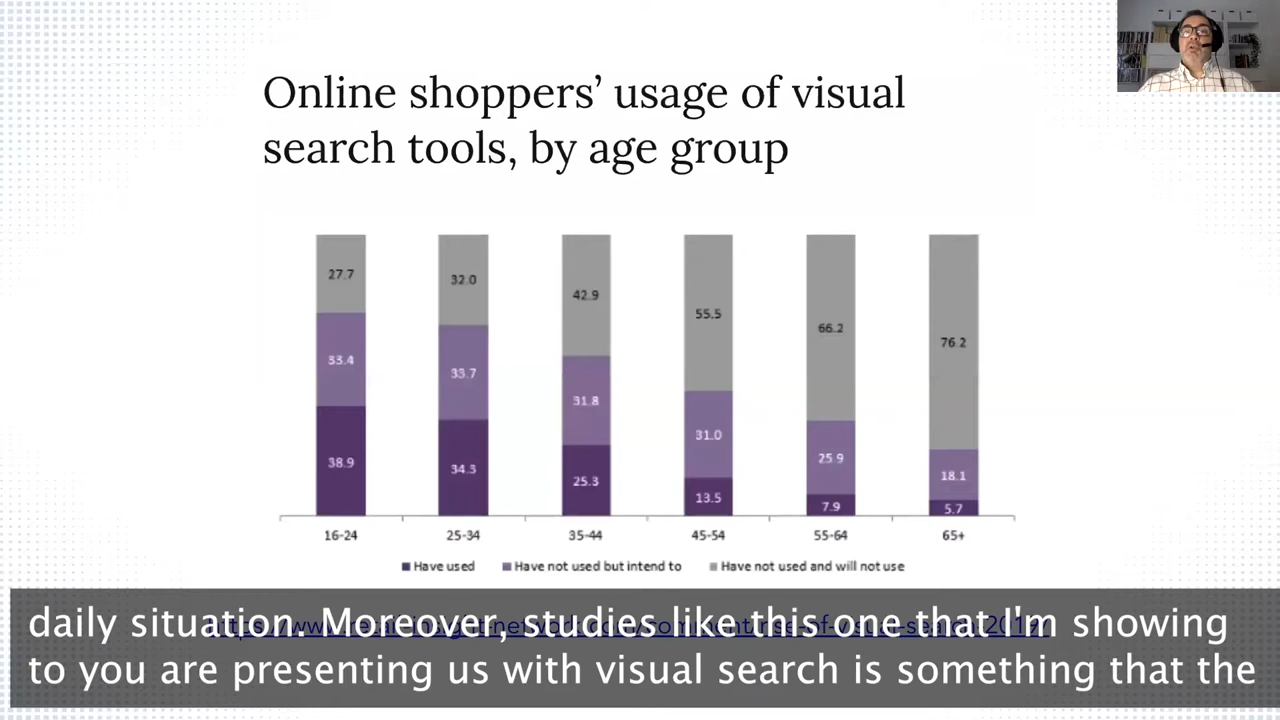 Online shoppers’ usage of visual
search tools, by age group
27.7 32.0 42.9 55.5 66.2 76.2
33.4 33.7 31.8 31.0 25.9 18.1
38.9 34.3 25.3 13.5 7.9 5.7
16-24 25-34 35-44 45-54 55-64 65+
Have used Have not used but intend to Have not used and will not use
daily situation. Moreover, studies like this one that I'm showing
to you are presenting us with visual search is something that the